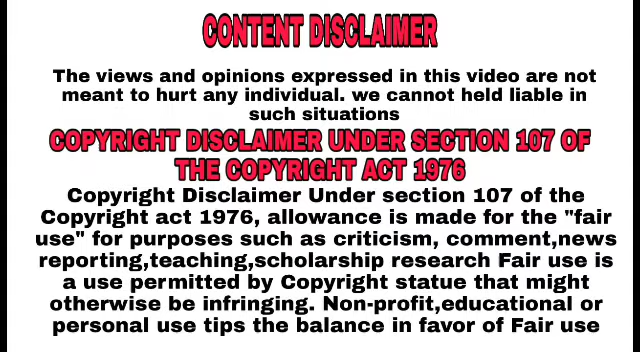 CONTENT DISCLAIMER
The views and opinions expressed in this video are not
meant to hurt any individual. we cannot held liable in
such situations
COPYRIGHT DISCLAIMER UNDER SECTION 107 OF
THE COPYRIGHT ACT 1976
Copyright Disclaimer Under section 107 of the
Copyright act 1976, allowance is made for the "fair
use" for purposes such as criticism, comment,news
reporting,teaching,scholarship research Fair use is
a use permitted by Copyright statue that might
otherwise be infringing. Non-profit,educational or
personal use tips the balance in favor of Fair use